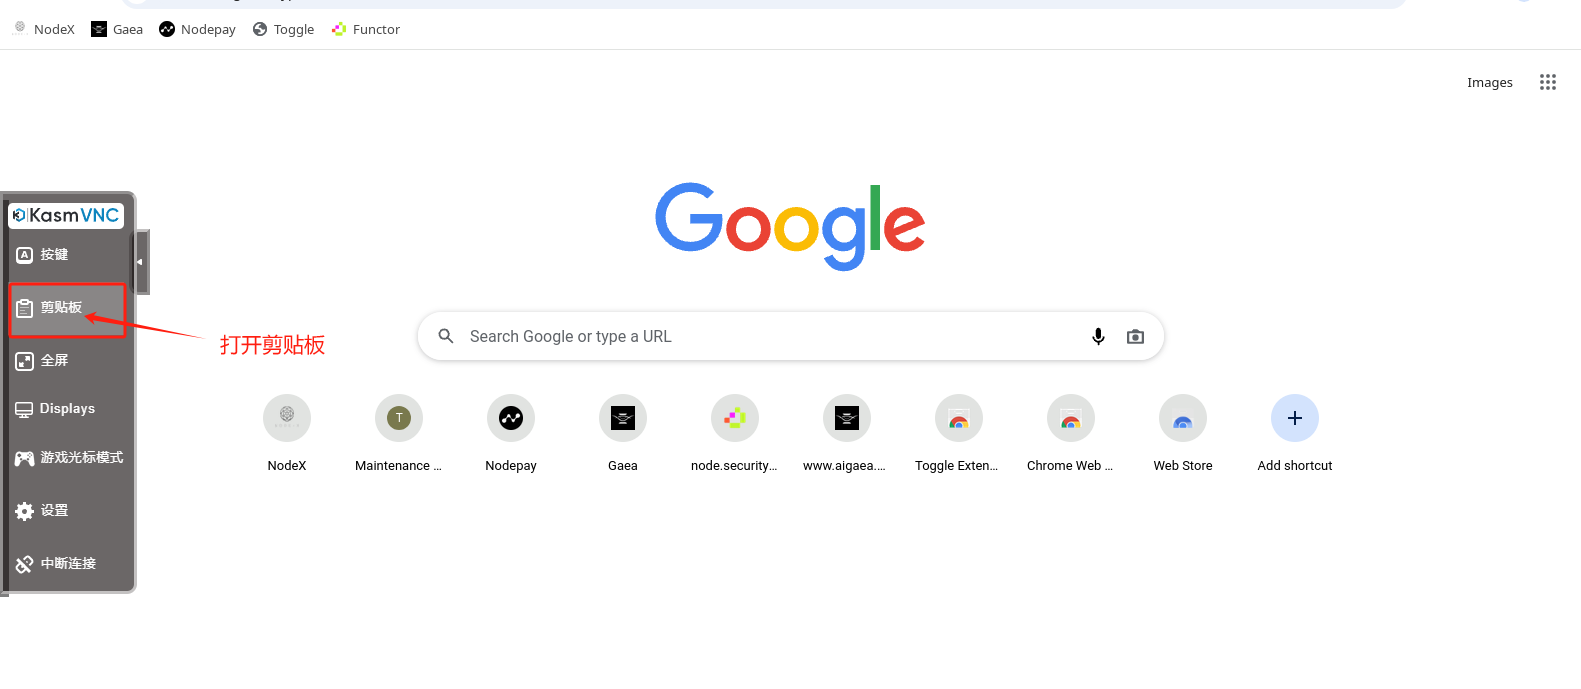 NodeX Gaea Nodepay Toggle Functor
Images
Google
KasmVNC
按键
剪贴板
打开剪贴板
全屏
Displays
游戏光标模式
设置
中断连接
Search Google or type a URL
T
NodeX Maintenance ... Nodepay Gaea node.security... www.aigaea.... Toggle Exten... Chrome Web ... Web Store Add shortcut